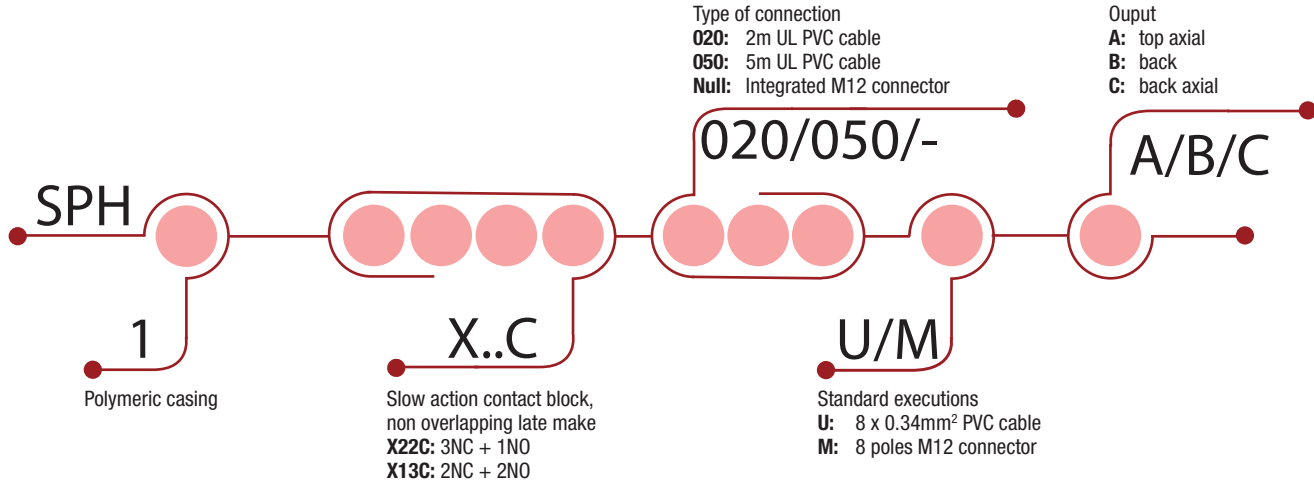 Type of connection
020: 2m UL PVC cable
050: 5m UL PVC cable
Null: Integrated M12 connector
Ouput
A: top axial
B: back
C: back axial
020/050/-
A/B/C
SPH
1
X..C
U/M
Polymeric casing
Slow action contact block,
non overlapping late make
X22C: 3NC + 1NO
X13C: 2NC + 2NO
Standard executions
U: 8 x 0.34mm² PVC cable
M: 8 poles M12 connector